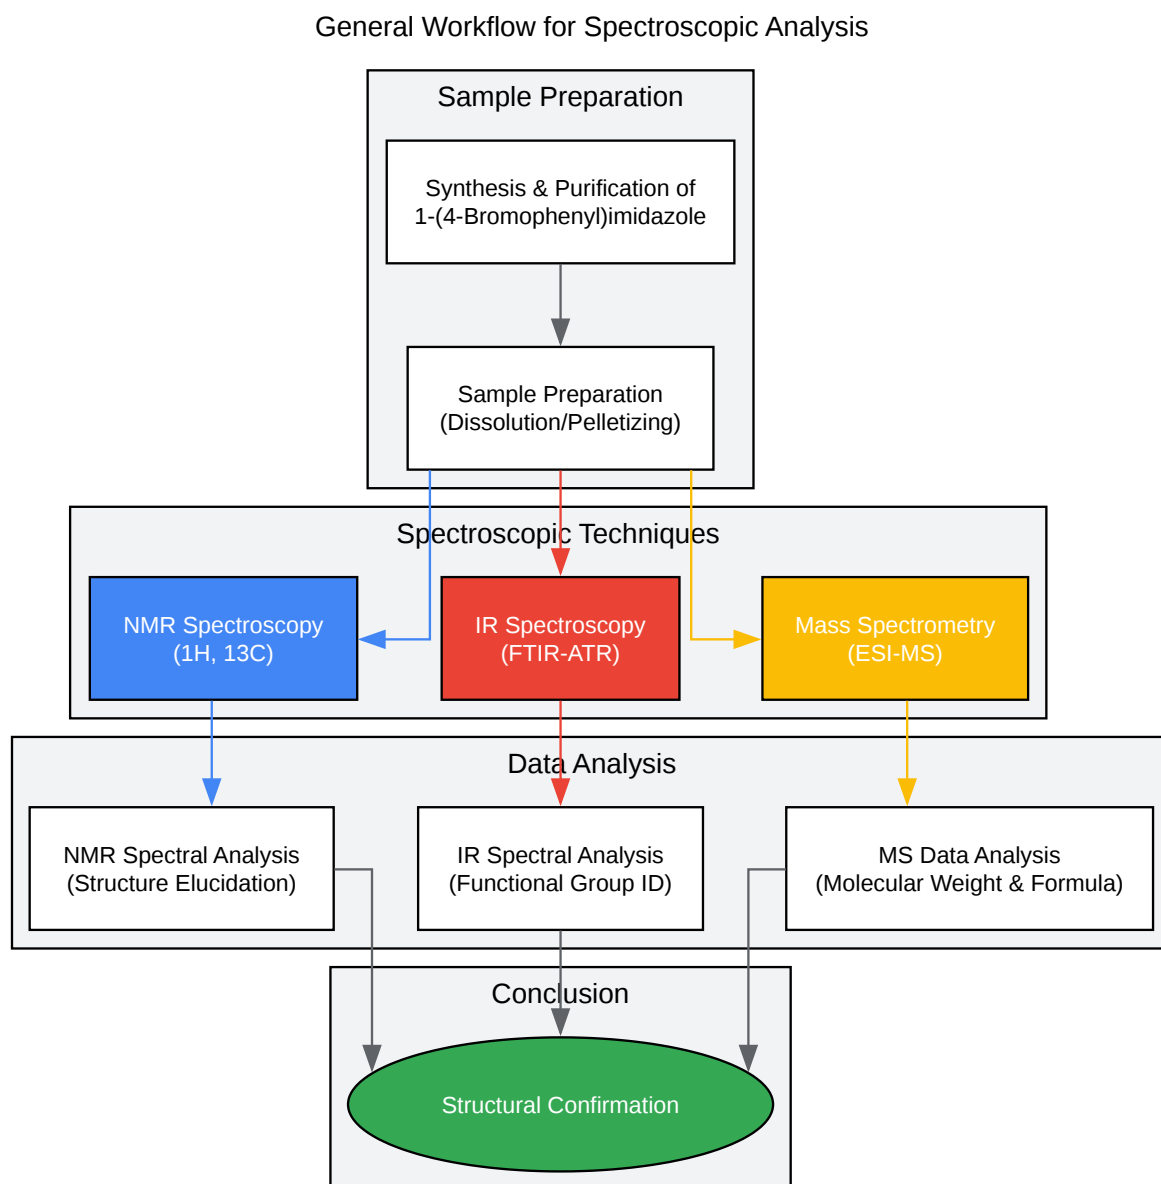 General Workflow for Spectroscopic Analysis
Sample Preparation
Synthesis & Purification of
1-(4-Bromophenyl)imidazole
Sample Preparation
(Dissolution/Pelletizing)
Spectroscopic Techniques
NMR Spectroscopy
(1H, 13C)
IR Spectroscopy
(FTIR-ATR)
Mass Spectrometry
(ESI-MS)
Data Analysis
NMR Spectral Analysis
(Structure Elucidation)
IR Spectral Analysis
(Functional Group ID)
MS Data Analysis
(Molecular Weight & Formula)
Conclusion
Structural Confirmation